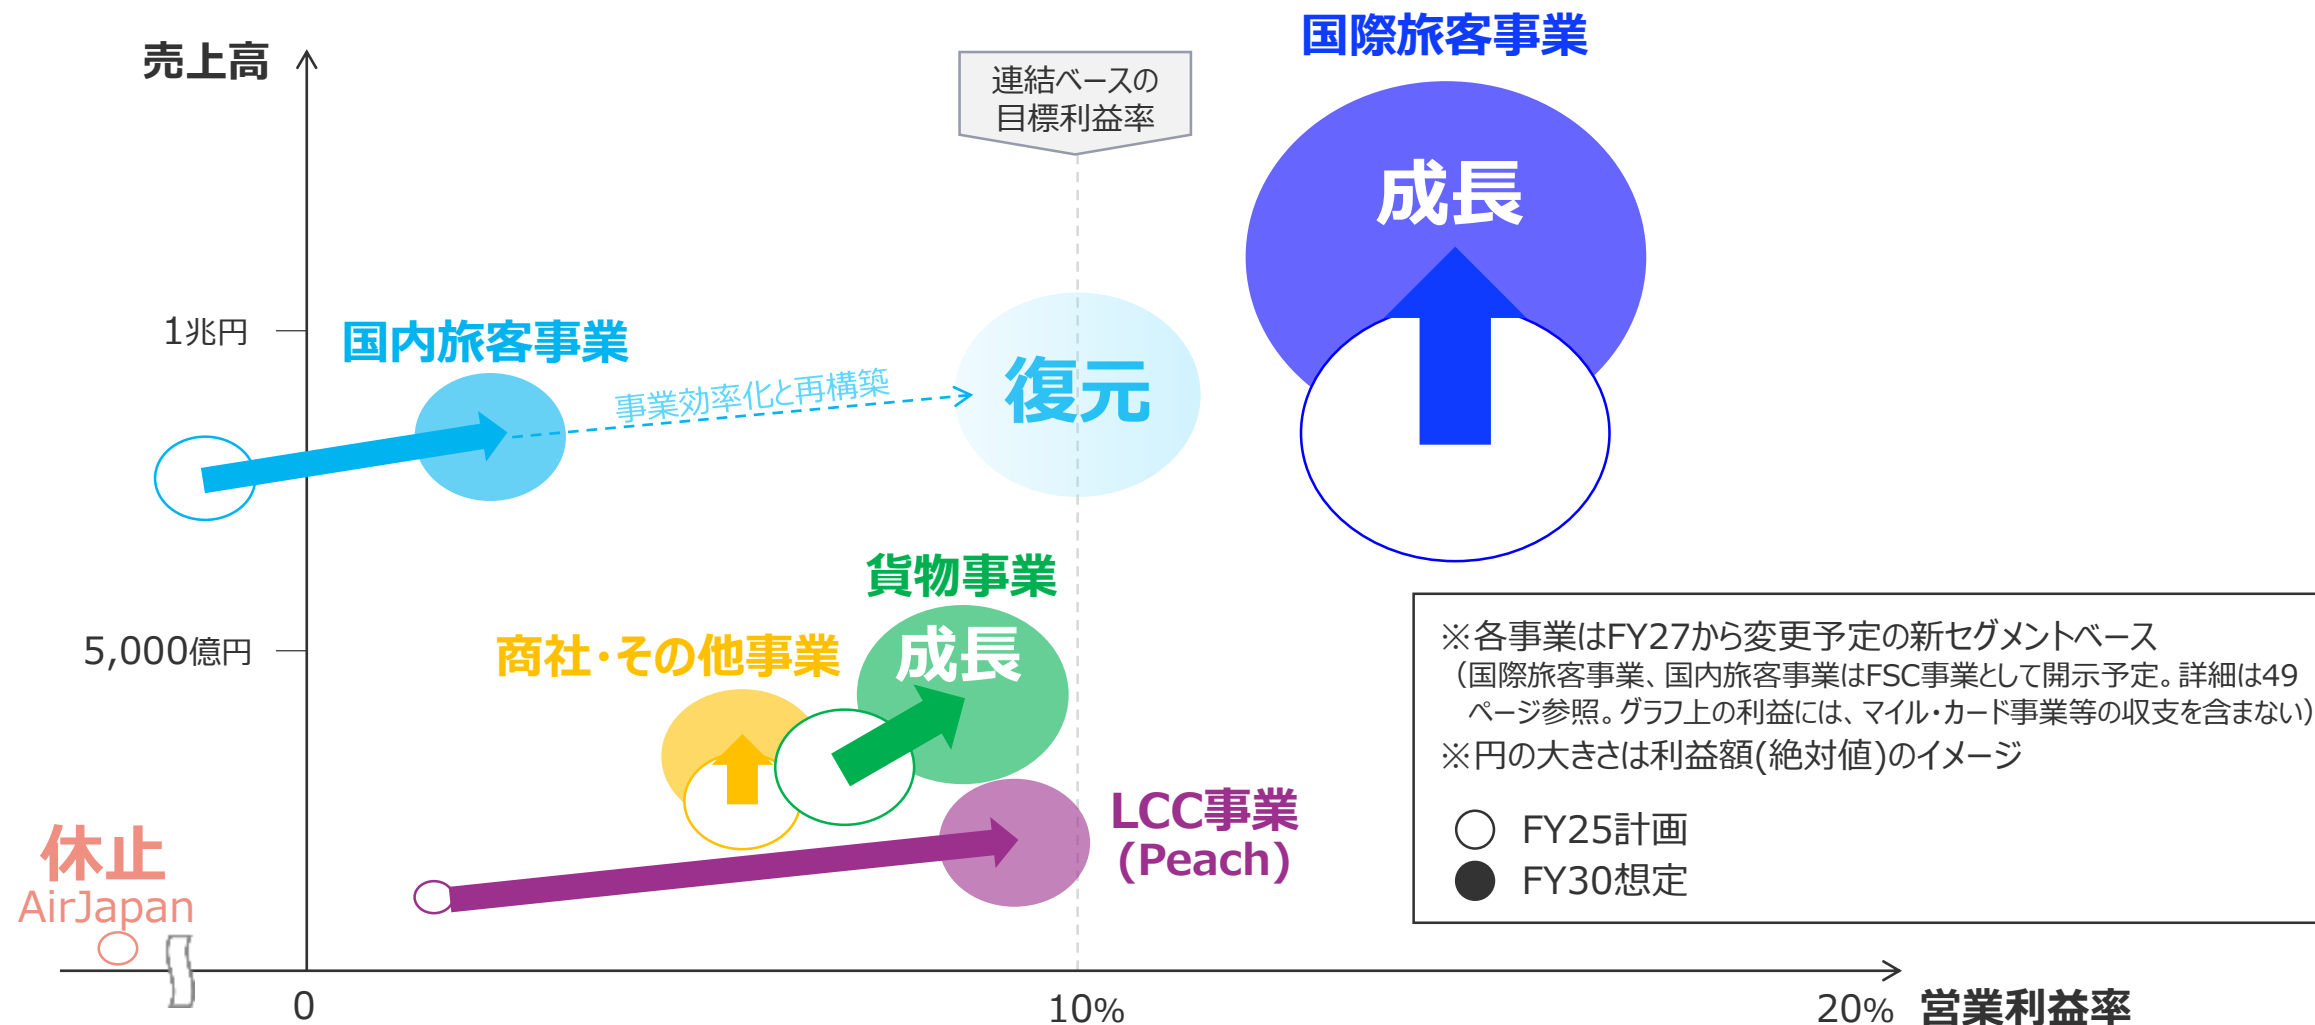 国際旅客事業
売上高
連結ベースの
目標利益率
成長
1兆円
国内旅客事業
事業効率化と再構築
復元
貨物事業
成長
5,000億円
商社・その他事業
LCC事業
(Peach)
休止
AirJapan
※各事業はFY27から変更予定の新セグメントベース
(国際旅客事業、国内旅客事業はFSC事業として開示予定。詳細は49
ページ参照。グラフ上の利益には、マイル・カード事業等の収支を含まない)
※円の大きさは利益額(絶対値)のイメージ
FY25計画
FY30想定
0
10%
20%
営業利益率